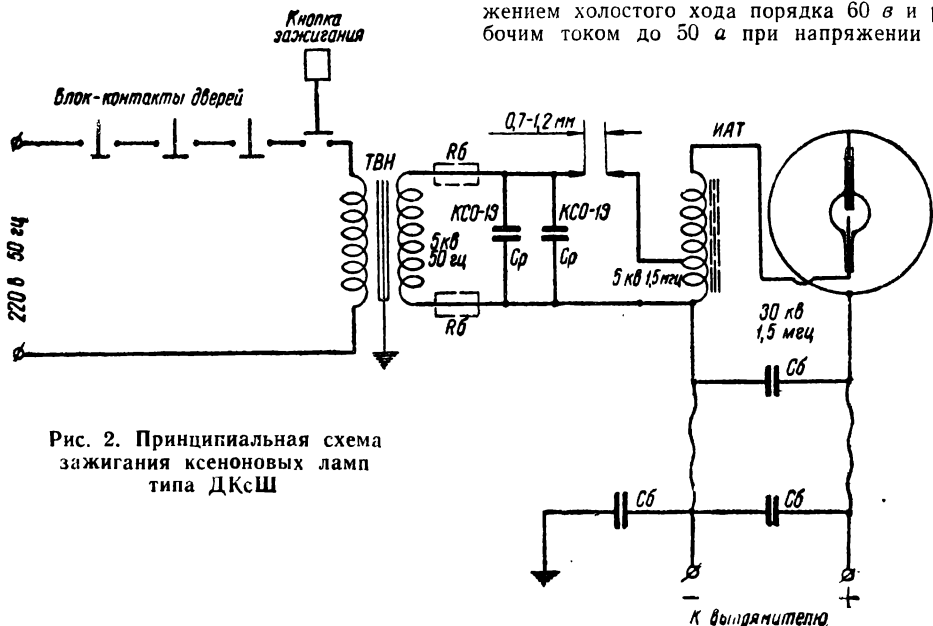 жением холостого хода порядка 60 в и р
бочим током до 50 а при напряжении
Кнопка
зажигания
Блок-контакты дверей
220 в 50 гц
ТВН
Rб
5 кв
50 гц
Rб
КСО-19
Ср
КСО-19
Ср
0,7-1,2 мм
ИАТ
5 кв 1,5 мгц
30 кв
1,5 мгц
Сб
Сб
Сб
Рис. 2. Принципиальная схема
зажигания ксеноновых ламп
типа ДКсШ
− +
К выпрямителю